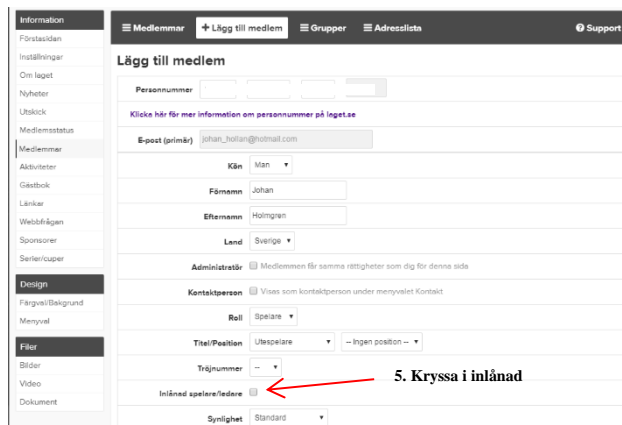 Information
Förstasidan
Inställningar
Om laget
Nyheter
Utskick
Medlemsstatus
Medlemmar
Aktiviteter
Gästbok
Länkar
Webbfrågan
Sponsorer
Serier/cuper
Design
Färgval/Bakgrund
Menyval
Filer
Bilder
Video
Dokument
Medlemmar + Lägg till medlem Grupper Adresslista Support
Lägg till medlem
Personnummer
Klicka här för mer information om personnummer på laget.se
E-post (primär) johan_hollan@hotmail.com
Kön Man
Förnamn Johan
Efternamn Holmgren
Land Sverige
Administratör Medlemmen får samma rättigheter som dig för denna sida
Kontaktperson Visas som kontaktperson under menyvalet Kontakt
Roll Spelare
Titel/Position Utespelare -- Ingen position --
Tröjnummer --
5. Kryssa i inlånad
Inlånad spelare/ledare
Synlighet Standard